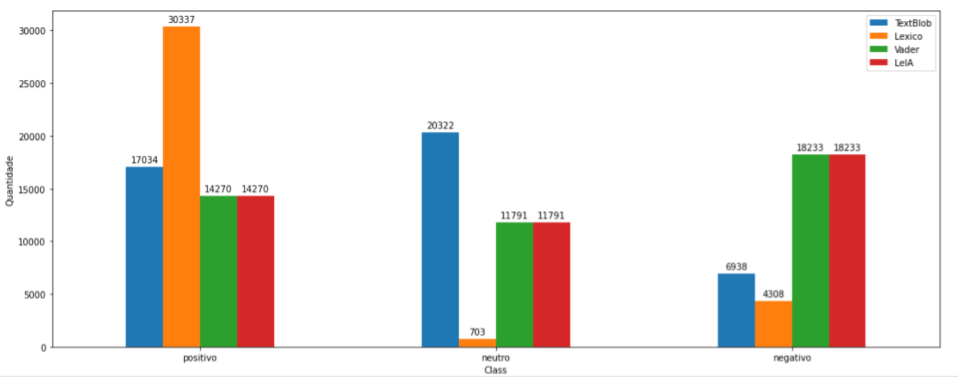 30337
30000
TextBlob
Lexico
Vader
LeIA
25000
20322
20000
18233 18233
17034
Quantidade
15000
14270 14270
11791 11791
10000
6938
5000
4308
703
0
positivo neutro negativo
Class